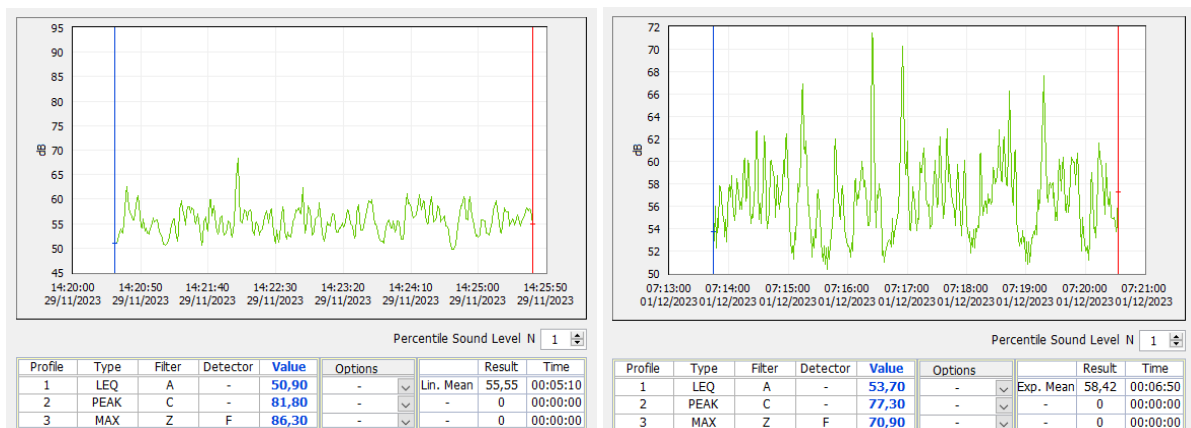 95
90
85
80
75
dB
70
65
60
55
50
45
14:20:00 14:20:50 14:21:40 14:22:30 14:23:20 14:24:10 14:25:00 14:25:50
29/11/2023 29/11/2023 29/11/2023 29/11/2023 29/11/2023 29/11/2023 29/11/2023 29/11/2023
Percentile Sound Level N 1
Profile Type Filter Detector Value Options Result Time
1 LEQ A - 50,90 - Lin. Mean 55,55 00:05:10
2 PEAK C - 81,80 - - 0 00:00:00
3 MAX Z F 86,30 - - 0 00:00:00
72
70
68
66
64
62
dB
60
58
56
54
52
50
07:13:00 07:14:00 07:15:00 07:16:00 07:17:00 07:18:00 07:19:00 07:20:00 07:21:00
01/12/2023 01/12/2023 01/12/2023 01/12/2023 01/12/2023 01/12/2023 01/12/2023 01/12/2023 01/12/2023
Percentile Sound Level N 1
Profile Type Filter Detector Value Options Result Time
1 LEQ A - 53,70 - Exp. Mean 58,42 00:06:50
2 PEAK C - 77,30 - - 0 00:00:00
3 MAX Z F 70,90 - - 0 00:00:00